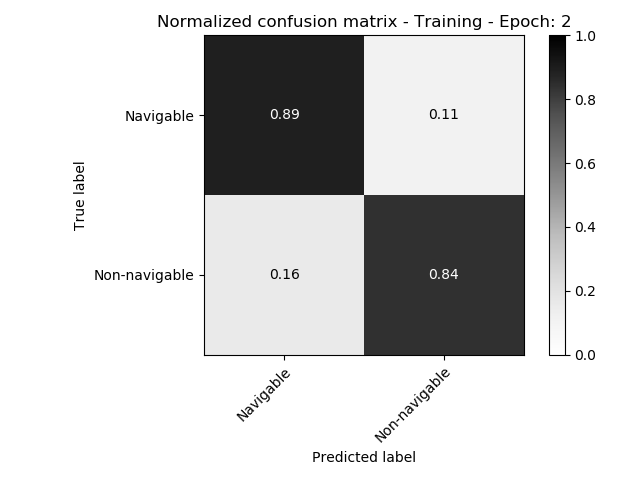 Normalized confusion matrix - Training - Epoch: 2
Navigable
0.89
0.11
True label
Non-navigable
0.16
0.84
Navigable
Non-navigable
Predicted label
1.0
0.8
0.6
0.4
0.2
0.0